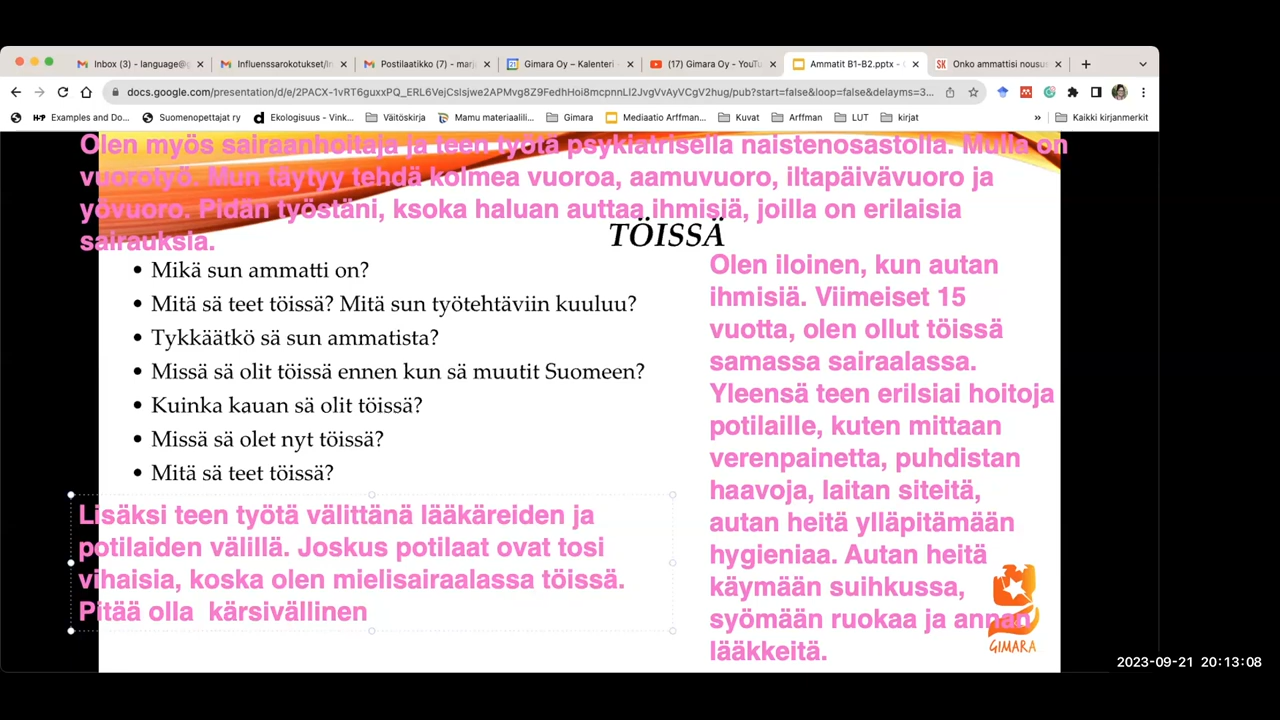 Inbox (3) - language@g
Influenssarokotukset/In
Postilaatikko (7) - marj
Gimara Oy – Kalenteri -
(17) Gimara Oy - YouTu
Ammatit B1-B2.pptx - G
Onko ammattisi nousus
docs.google.com/presentation/d/e/2PACX-1vRT6guxxPQ_ERL6VejCslsjwe2APMvg8Z9FedhHoi8mcpnnLI2JvgVvAyVCgV2hug/pub?start=false&loop=false&delayms=3...
Examples and Do...
Suomenopettajat ry
Ekologisuus - Vink...
Väitöskirja
Mamu materiaalili...
Gimara
Mediaatio Arffman...
Kuvat
Arffman
LUT
kirjat
»
Kaikki kirjanmerkit
Olen myös sairaanhoitaja ja teen työtä psykiatrisella naistenosastolla. Mulla on
vuorotyö. Mun täytyy tehdä kolmea vuoroa, aamuvuoro, iltapäivävuoro ja
yövuoro. Pidän työstäni, ksoka haluan auttaa ihmisiä, joilla on erilaisia
sairauksia.
TÖISSÄ
• Mikä sun ammatti on?
• Mitä sä teet töissä? Mitä sun työtehtäviin kuuluu?
• Tykkäätkö sä sun ammatista?
• Missä sä olit töissä ennen kun sä muutit Suomeen?
• Kuinka kauan sä olit töissä?
• Missä sä olet nyt töissä?
• Mitä sä teet töissä?
Lisäksi teen työtä välittänä lääkäreiden ja
potilaiden välillä. Joskus potilaat ovat tosi
vihaisia, koska olen mielisairaalassa töissä.
Pitää olla  kärsivällinen
Olen iloinen, kun autan
ihmisiä. Viimeiset 15
vuotta, olen ollut töissä
samassa sairaalassa.
Yleensä teen erilsiai hoitoja
potilaille, kuten mittaan
verenpainetta, puhdistan
haavoja, laitan siteitä,
autan heitä ylläpitämään
hygieniaa. Autan heitä
käymään suihkussa,
syömään ruokaa ja annan
lääkkeitä.
GIMARA
2023-09-21 20:13:08